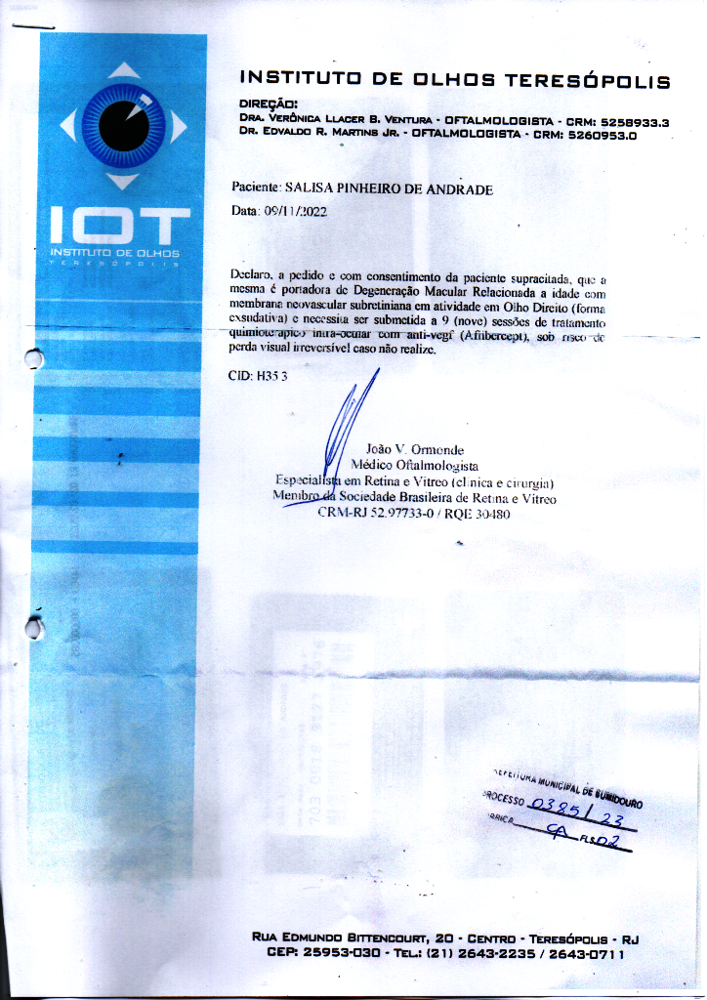 INSTITUTO DE OLHOS TERESÓPOLIS
DIREÇÃO:
DRA. VERÔNICA LLACER B. VENTURA - OFTALMOLOGISTA - CRM: 5258933.3
DR. EDVALDO R. MARTINS JR. - OFTALMOLOGISTA - CRM: 5260953.0
IOT
INSTITUTO DE OLHOS
TERESÓPOLIS
Paciente: SALISA PINHEIRO DE ANDRADE
Data: 09/11/2022
Declaro, a pedido e com consentimento da paciente supracitada, que a
mesma é portadora de Degeneração Macular Relacionada a idade com
membrana neovascular subretiniana em atividade em Olho Direito (forma
exsudativa) e necessita ser submetida a 9 (nove) sessões de tratamento
quimioterápico intra-ocular com anti-vegf (Aflibercept), sob risco de
perda visual irreversível caso não realize.
CID: H35 3
João V. Ormonde
Médico Oftalmologista
Especialista em Retina e Vitreo (clinica e cirurgia)
Membro da Sociedade Brasileira de Retina e Vitreo
CRM-RJ 52.97733-0 / RQE 30480
PREFEITURA MUNICIPAL DE SUMIDOURO
PROCESSO 0385/23
RUBRICA CA FLS.02
RUA EDMUNDO BITTENCOURT, 20 - CENTRO - TERESÓPOLIS - RJ
CEP: 25953-030 - TEL.: (21) 2643-2235 / 2643-0711